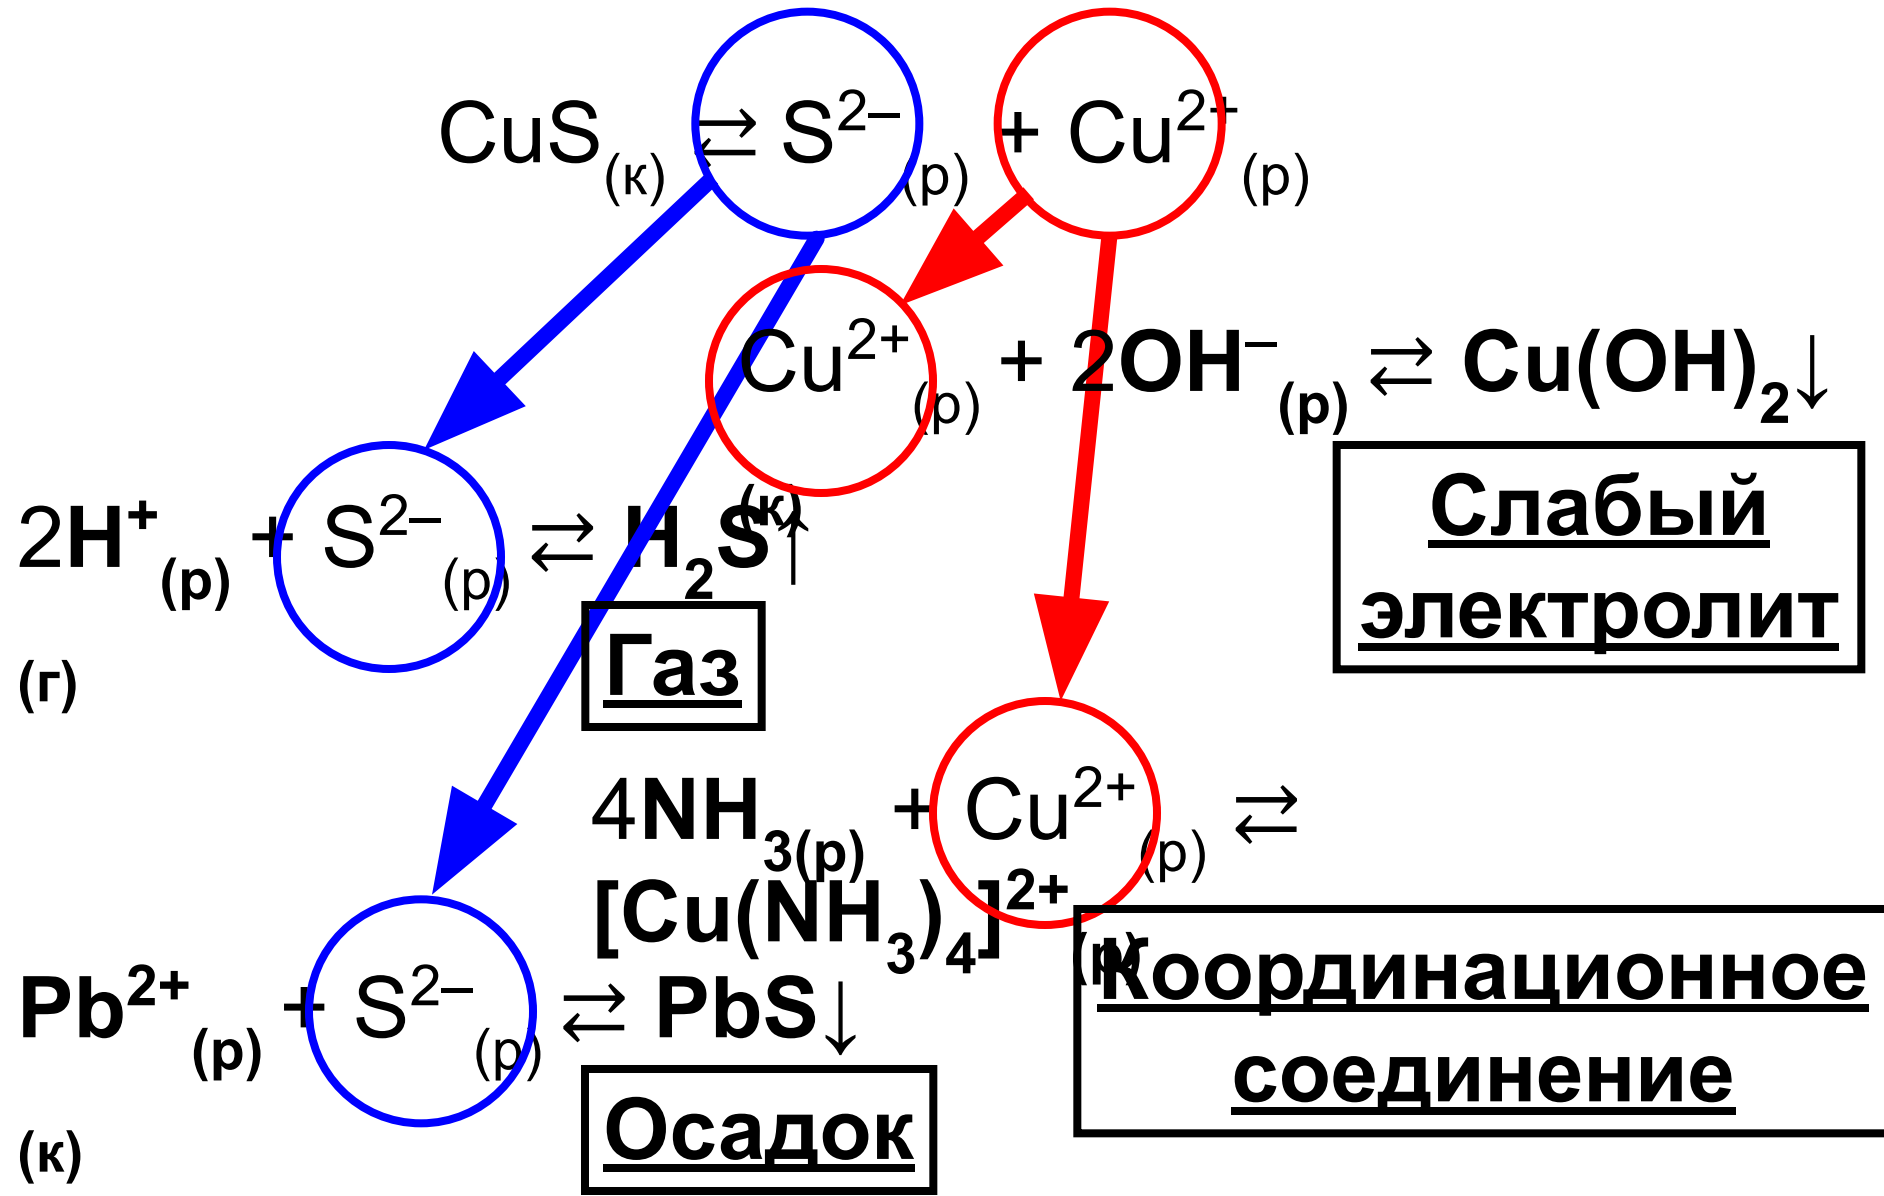 CuS(к) ⇄ S²⁻(р) + Cu²⁺(р)
Cu²⁺(р) + 2OH⁻(р) ⇄ Cu(OH)₂↓
(к)
Слабый
электролит
2H⁺(р) + S²⁻(р) ⇄ H₂S↑
(г)
Газ
4NH₃(р) + Cu²⁺(р) ⇄
[Cu(NH₃)₄]²⁺(р)
Координационное
соединение
Pb²⁺(р) + S²⁻(р) ⇄ PbS↓
(к)
Осадок